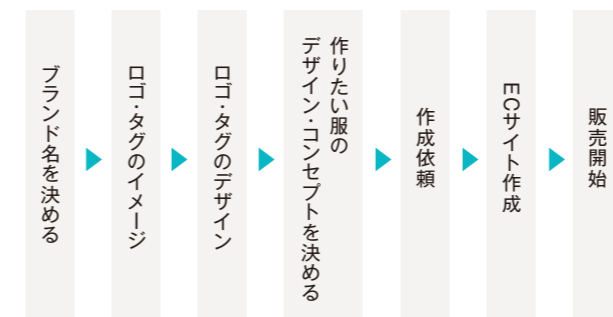 ブランド名を決める
ロゴ・タグのイメージ
ロゴ・タグのデザイン
作りたい服の
デザイン・コンセプトを決める
作成依頼
ECサイト作成
販売開始